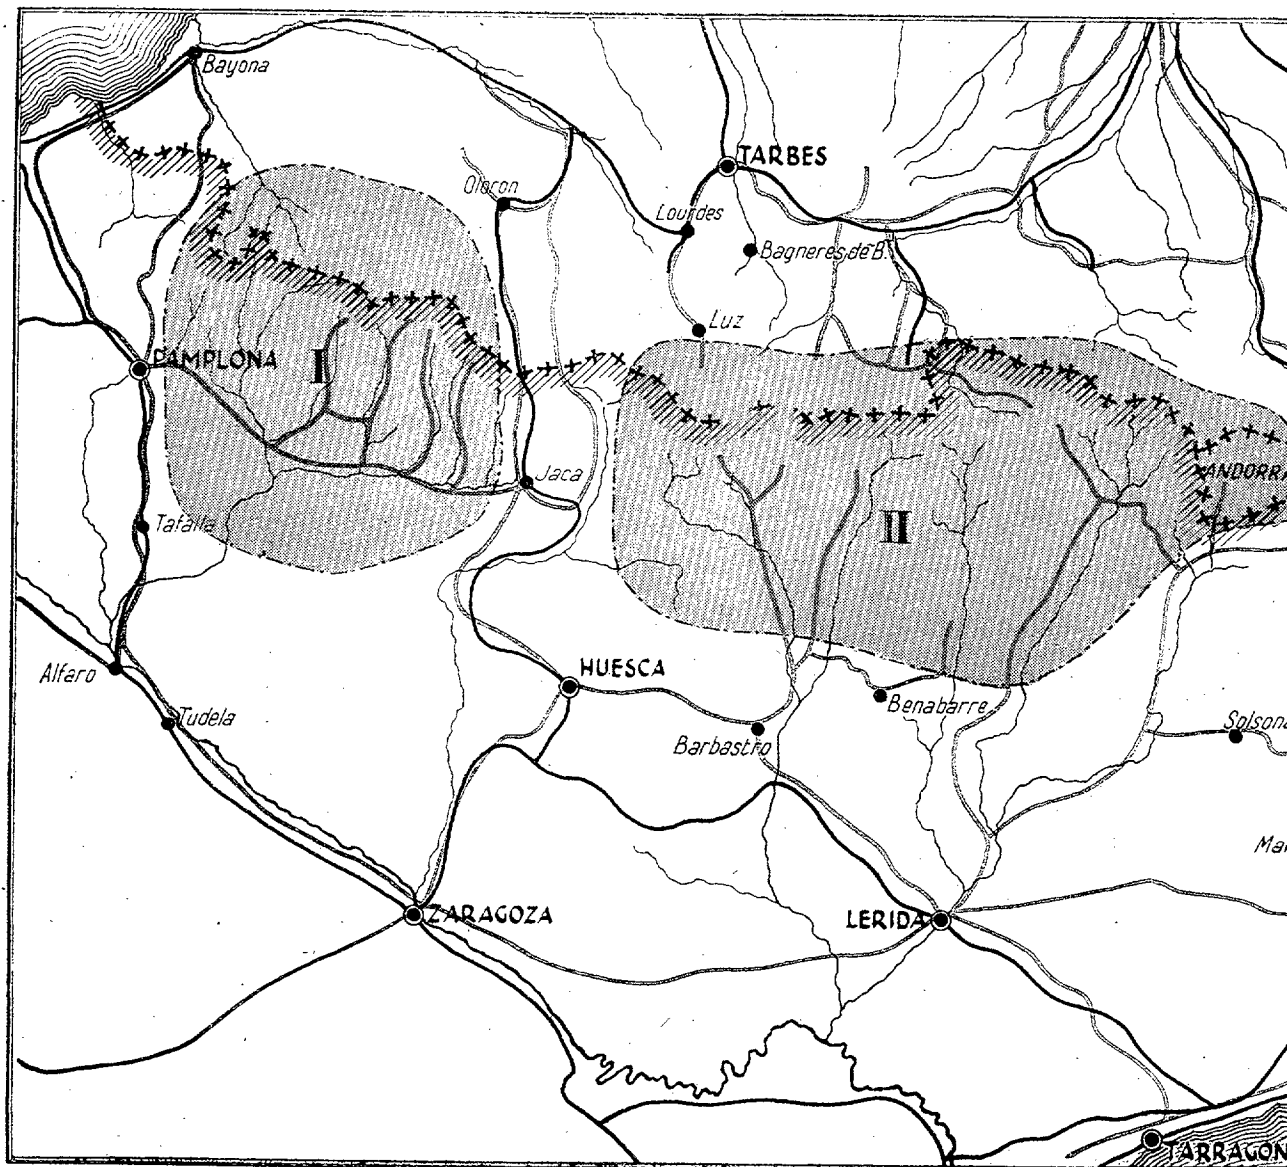 Bayona
TARBES
Oloron
Lourdes
Bagneres de B.
Luz
PAMPLONA
I
ANDORRA
Jaca
II
Tafalla
HUESCA
Alfaro
Benabarre
Tudela
Solsona
Barbastro
ZARAGOZA
LERIDA
TARRAGON